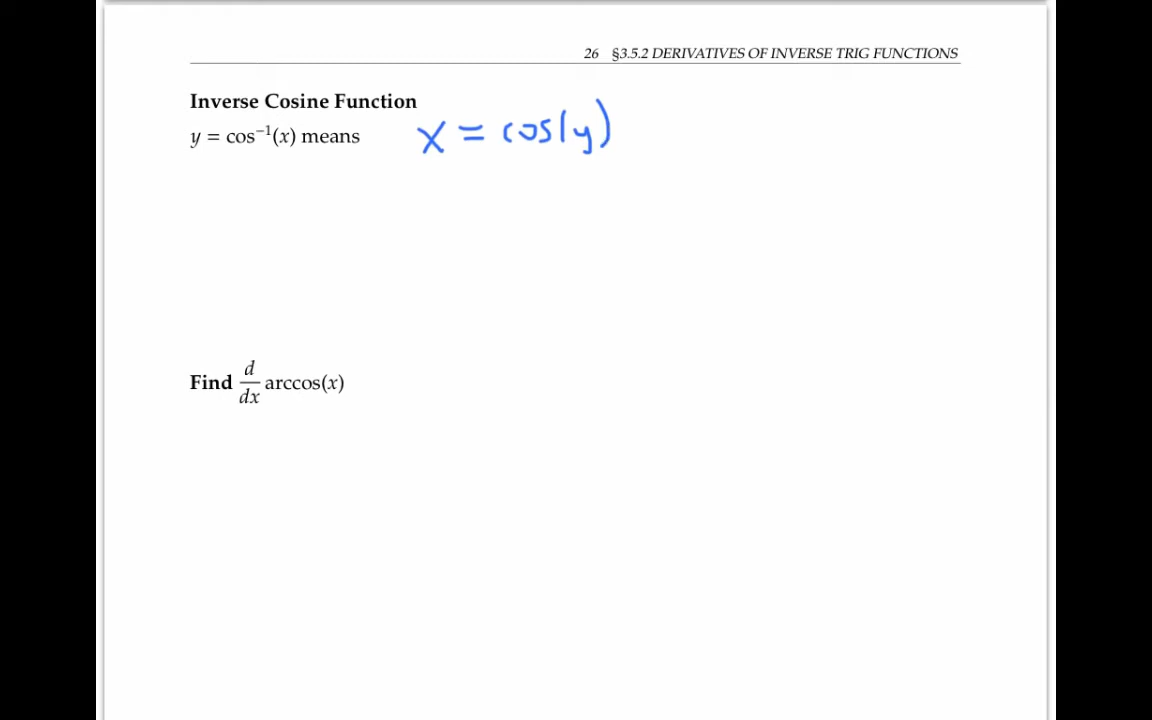 26 §3.5.2 DERIVATIVES OF INVERSE TRIG FUNCTIONS
Inverse Cosine Function
y = cos⁻¹(x) means x = cos(y)
Find d/dx arccos(x)